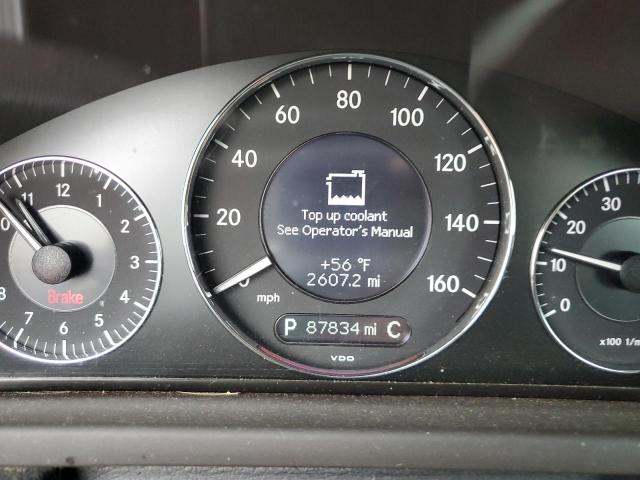 12
11
1
2
3
4
5
6
7
8
Brake
80
60
100
40
120
20
140
0
160
mph
Top up coolant
See Operator's Manual
+56 °F
2607.2 mi
P 87834 mi C
VDO
30
20
10
0
x100 1/m